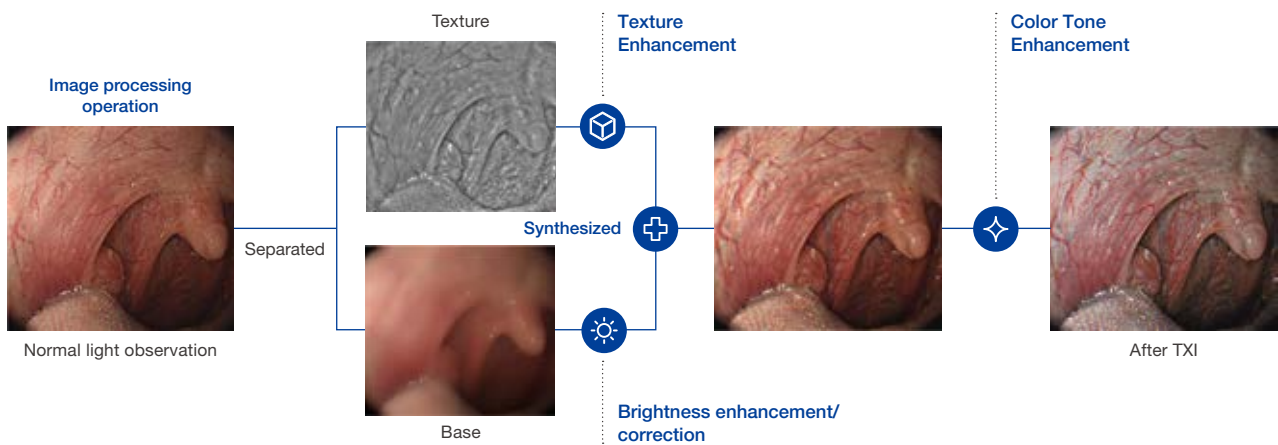 Image processing
operation
Normal light observation
Separated
Texture
Base
Texture
Enhancement
Synthesized
Brightness enhancement/
correction
Color Tone
Enhancement
After TXI